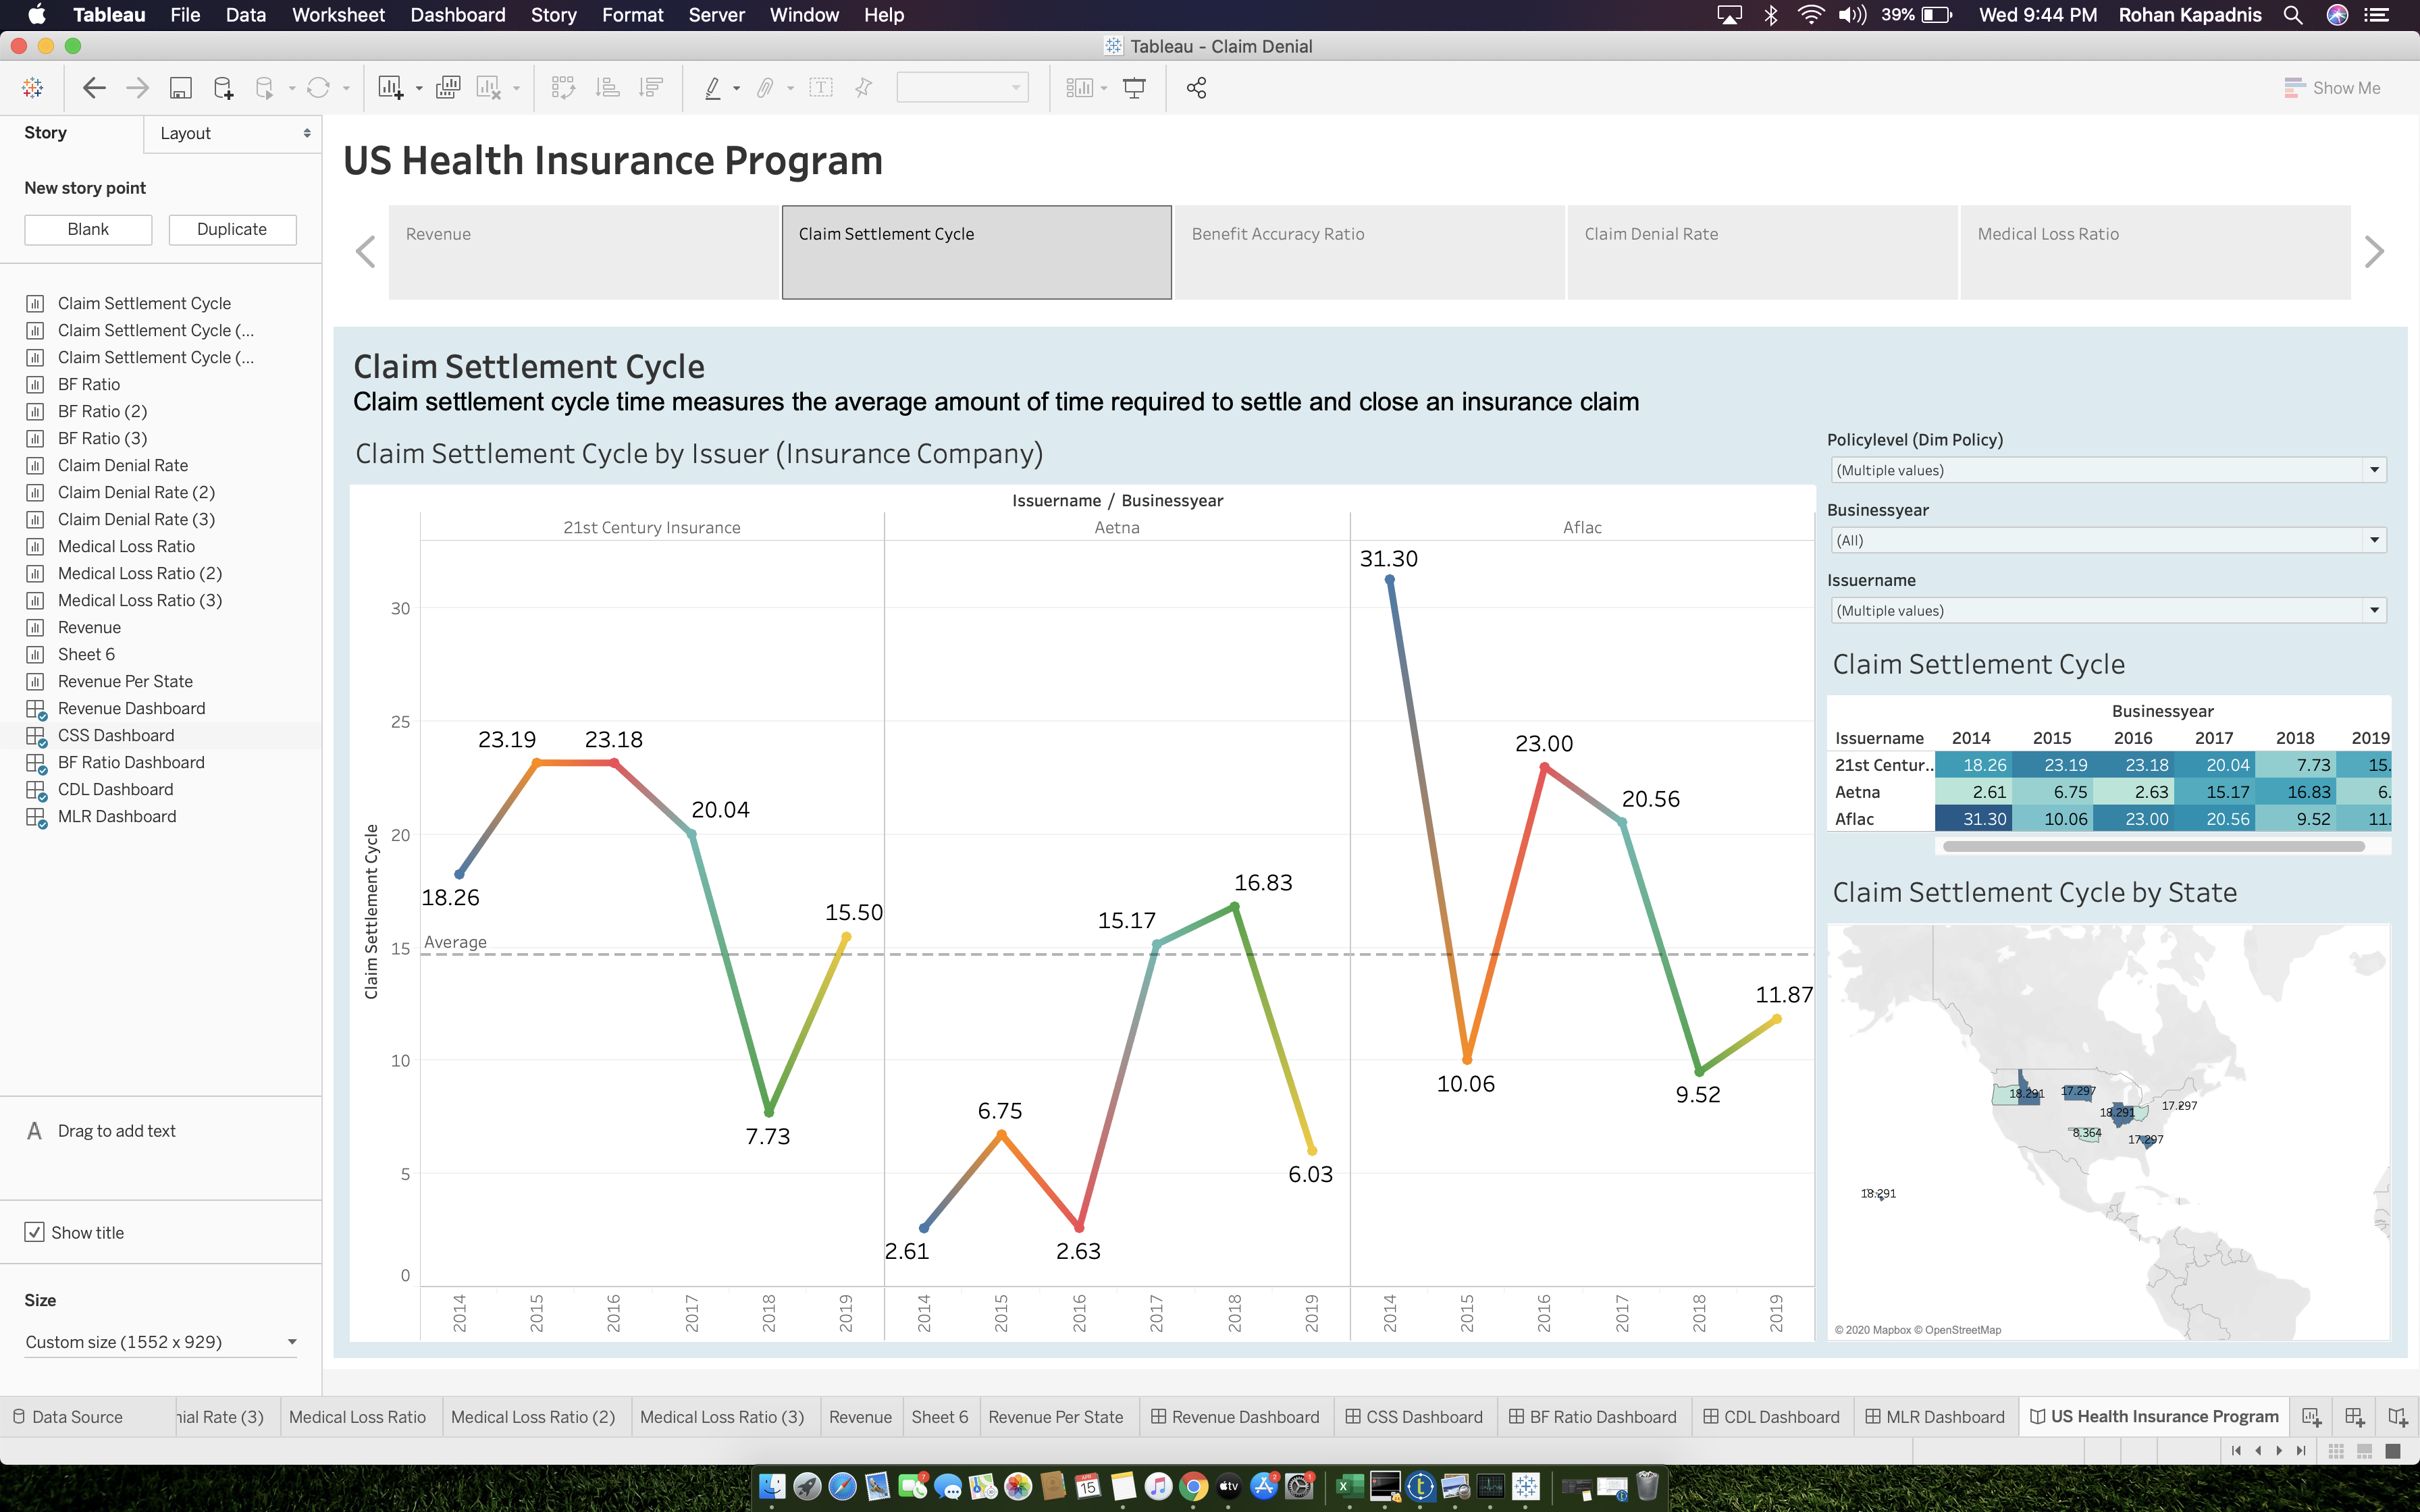 Tableau File Data Worksheet Dashboard Story Format Server Window Help
39% Wed 9:44 PM Rohan Kapadnis
Tableau - Claim Denial
Show Me
Story Layout
New story point
Blank Duplicate
Claim Settlement Cycle
Claim Settlement Cycle (...
Claim Settlement Cycle (...
BF Ratio
BF Ratio (2)
BF Ratio (3)
Claim Denial Rate
Claim Denial Rate (2)
Claim Denial Rate (3)
Medical Loss Ratio
Medical Loss Ratio (2)
Medical Loss Ratio (3)
Revenue
Sheet 6
Revenue Per State
Revenue Dashboard
CSS Dashboard
BF Ratio Dashboard
CDL Dashboard
MLR Dashboard
A Drag to add text
Show title
Size
Custom size (1552 x 929)
US Health Insurance Program
Revenue
Claim Settlement Cycle
Benefit Accuracy Ratio
Claim Denial Rate
Medical Loss Ratio
Claim Settlement Cycle
Claim settlement cycle time measures the average amount of time required to settle and close an insurance claim
Claim Settlement Cycle by Issuer (Insurance Company)
Issuername / Businessyear
21st Century Insurance Aetna Aflac
Claim Settlement Cycle
30
25
20
15
10
5
0
Average
18.26
23.19
23.18
20.04
7.73
15.50
2.61
6.75
2.63
15.17
16.83
6.03
31.30
10.06
23.00
20.56
9.52
11.87
2014 2015 2016 2017 2018 2019 2014 2015 2016 2017 2018 2019 2014 2015 2016 2017 2018 2019
Policylevel (Dim Policy)
(Multiple values)
Businessyear
(All)
Issuername
(Multiple values)
Claim Settlement Cycle
Businessyear
Issuername 2014 2015 2016 2017 2018 2019
21st Centur.. 18.26 23.19 23.18 20.04 7.73 15.
Aetna 2.61 6.75 2.63 15.17 16.83 6.
Aflac 31.30 10.06 23.00 20.56 9.52 11.
Claim Settlement Cycle by State
18.291
17.297
18.291
17.297
8.364
17.297
18.291
© 2020 Mapbox © OpenStreetMap
Data Source nial Rate (3) Medical Loss Ratio Medical Loss Ratio (2) Medical Loss Ratio (3) Revenue Sheet 6 Revenue Per State Revenue Dashboard CSS Dashboard BF Ratio Dashboard CDL Dashboard MLR Dashboard US Health Insurance Program